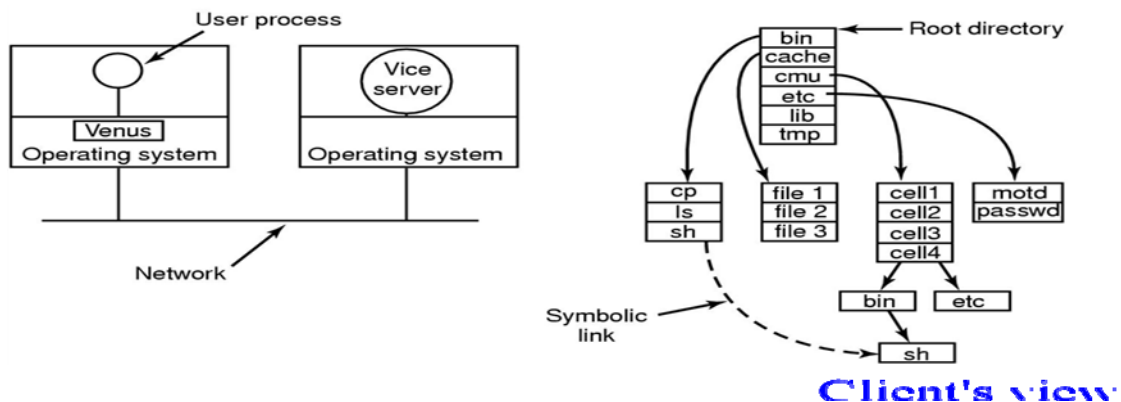 User process
Vice
server
Venus
Operating system
Operating system
Network
Root directory
bin
cache
cmu
etc
lib
tmp
cp
ls
sh
file 1
file 2
file 3
cell1
cell2
cell3
cell4
motd
passwd
bin
etc
Symbolic
link
sh
Client's view